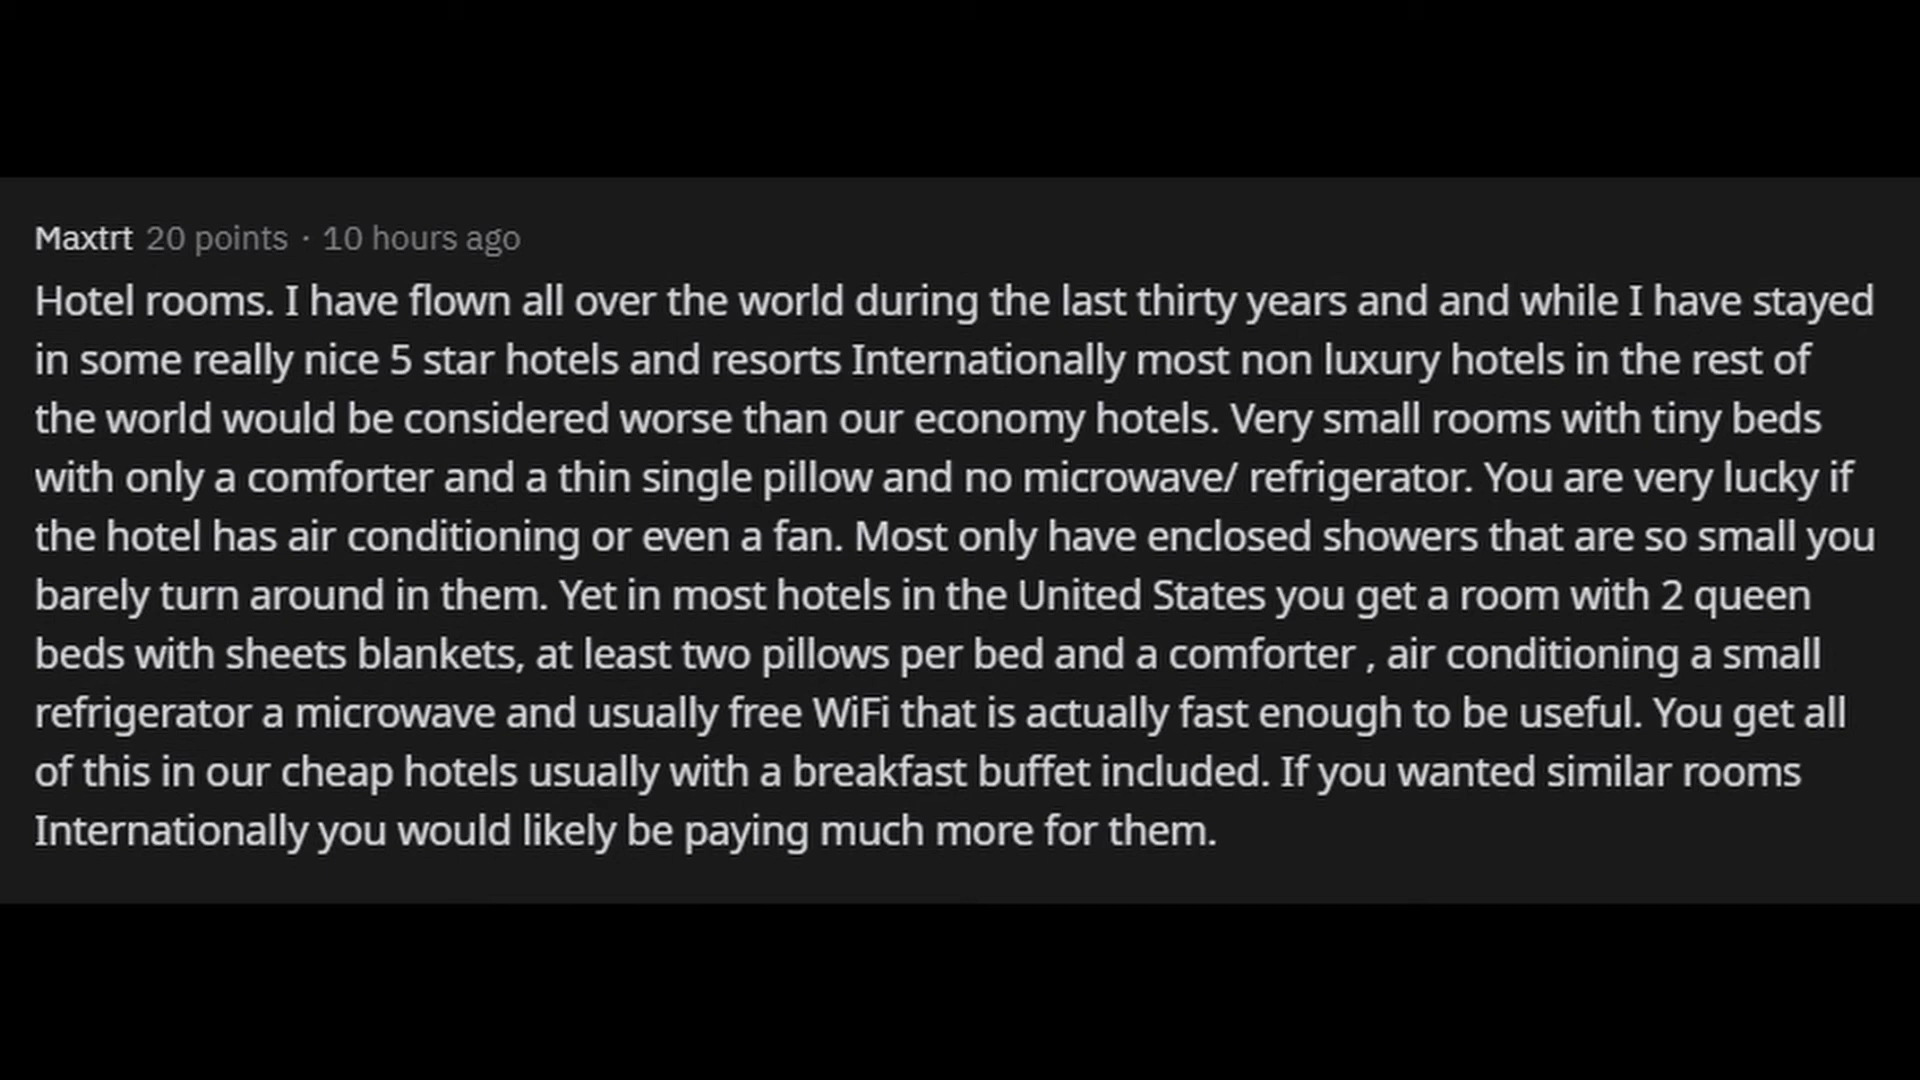 Maxtrt 20 points · 10 hours ago
Hotel rooms. I have flown all over the world during the last thirty years and and while I have stayed
in some really nice 5 star hotels and resorts Internationally most non luxury hotels in the rest of
the world would be considered worse than our economy hotels. Very small rooms with tiny beds
with only a comforter and a thin single pillow and no microwave/ refrigerator. You are very lucky if
the hotel has air conditioning or even a fan. Most only have enclosed showers that are so small you
barely turn around in them. Yet in most hotels in the United States you get a room with 2 queen
beds with sheets blankets, at least two pillows per bed and a comforter , air conditioning a small
refrigerator a microwave and usually free WiFi that is actually fast enough to be useful. You get all
of this in our cheap hotels usually with a breakfast buffet included. If you wanted similar rooms
Internationally you would likely be paying much more for them.